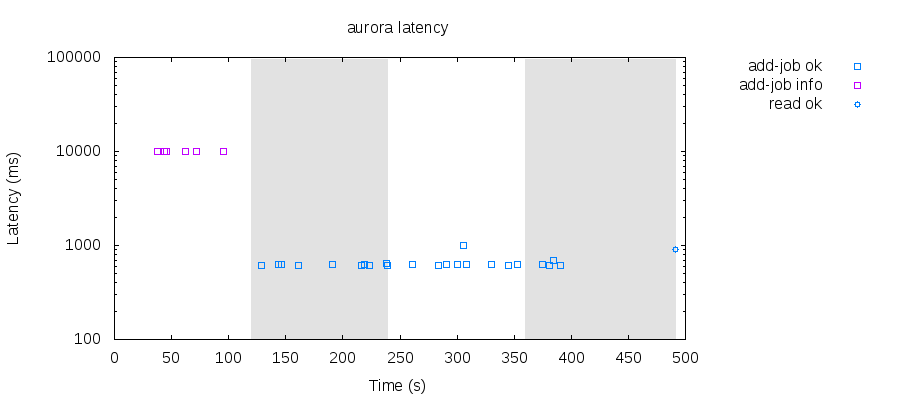 aurora latency
add-job ok
add-job info
read ok
Latency (ms)
100000
10000
1000
100
0 50 100 150 200 250 300 350 400 450 500
Time (s)